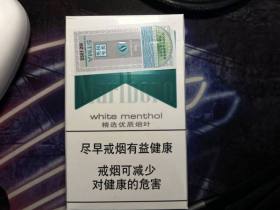 Marlboro
white menthol
精选优质烟叶
尽早戒烟有益健康
戒烟可减少
对健康的危害